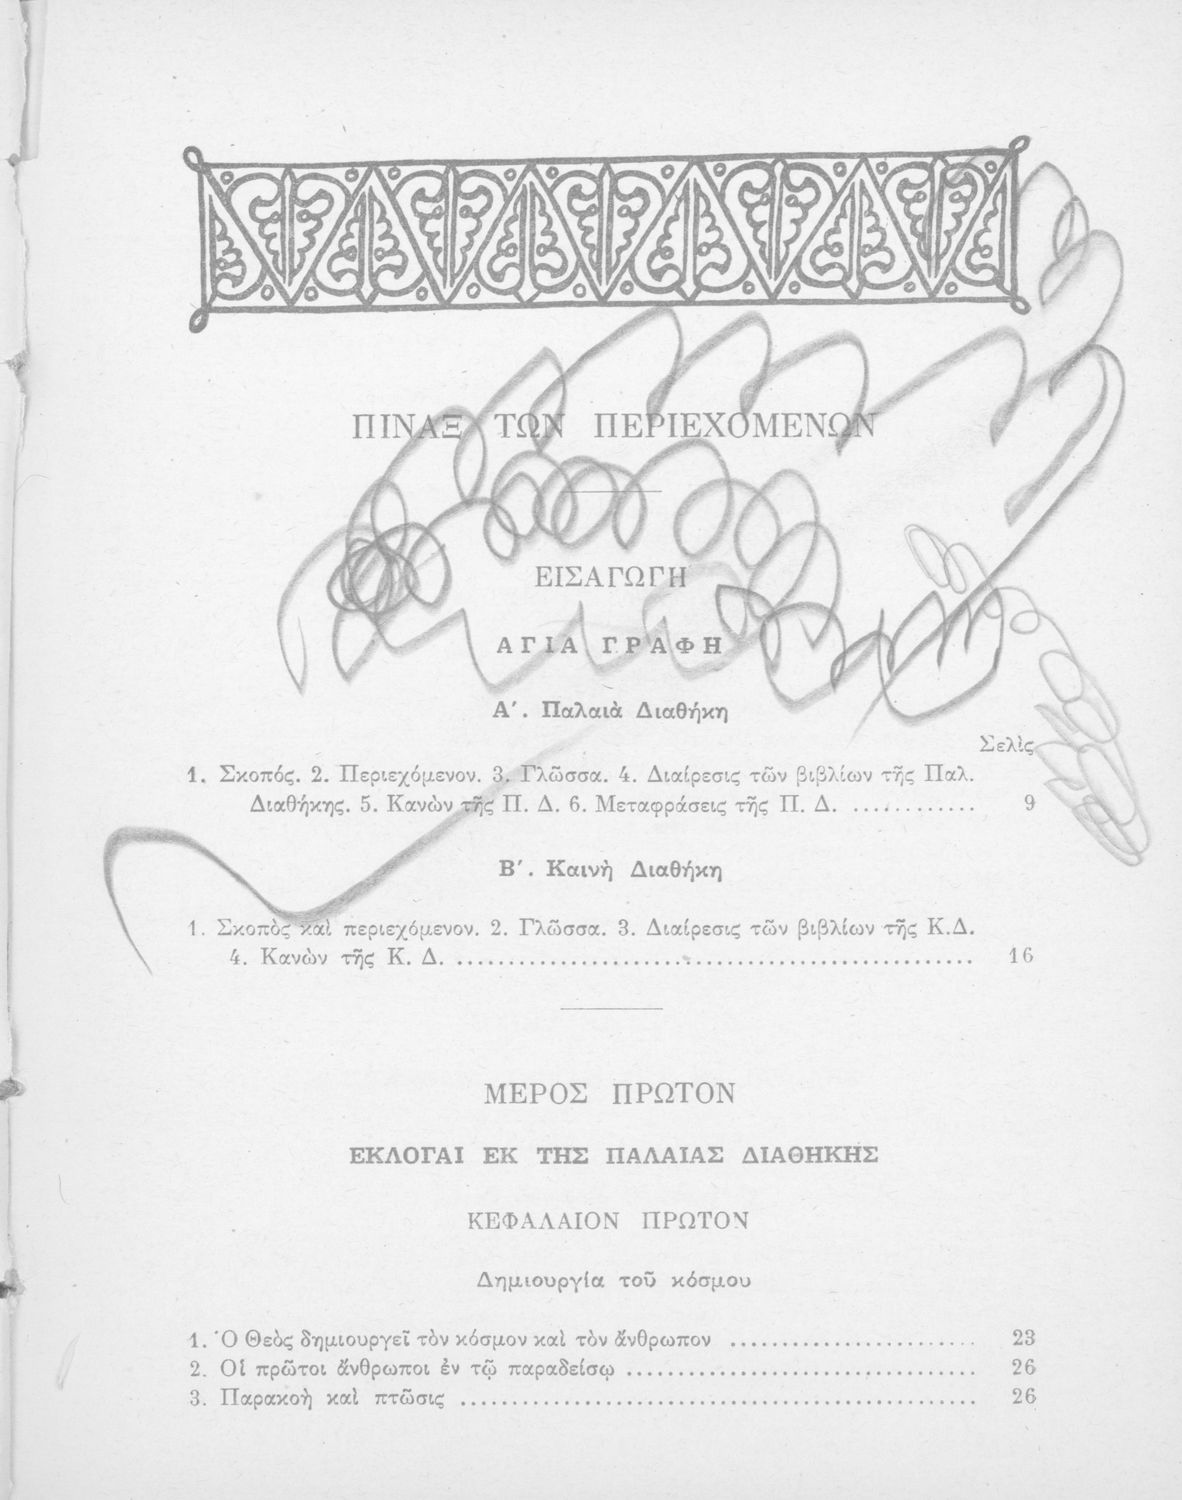 ΠΙΝΑΞ ΤΩΝ ΠΕΡΙΕΧΟΜΕΝΩΝ
ΕΙΣΑΓΩΓΗ
ΑΓΙΑ ΓΡΑΦΗ
Α′. Παλαιὰ Διαθήκη
Σελὶς
1. Σκοπός. 2. Περιεχόμενον. 3. Γλῶσσα. 4. Διαίρεσις τῶν βιβλίων τῆς Παλ.
Διαθήκης. 5. Κανὼν τῆς Π. Δ. 6. Μεταφράσεις τῆς Π. Δ. ............ 9
Β′. Καινὴ Διαθήκη
1. Σκοπὸς καὶ περιεχόμενον. 2. Γλῶσσα. 3. Διαίρεσις τῶν βιβλίων τῆς Κ.Δ.
4. Κανὼν τῆς Κ. Δ. .................................................. 16
ΜΕΡΟΣ ΠΡΩΤΟΝ
ΕΚΛΟΓΑΙ ΕΚ ΤΗΣ ΠΑΛΑΙΑΣ ΔΙΑΘΗΚΗΣ
ΚΕΦΑΛΑΙΟΝ ΠΡΩΤΟΝ
Δημιουργία τοῦ κόσμου
1. Ὁ Θεὸς δημιουργεῖ τὸν κόσμον καὶ τὸν ἄνθρωπον ........................ 23
2. Οἱ πρῶτοι ἄνθρωποι ἐν τῷ παραδείσῳ .................................. 26
3. Παρακοὴ καὶ πτῶσις .................................................. 26